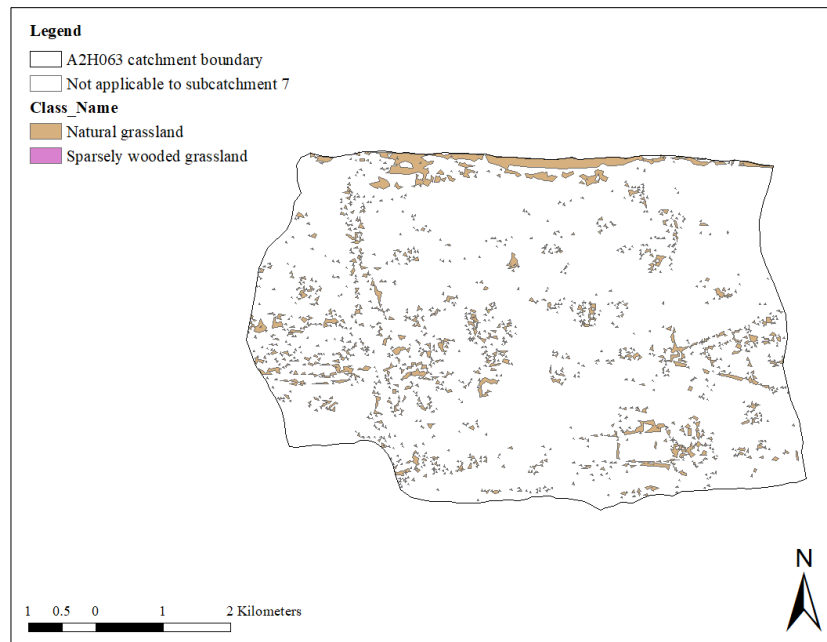 Legend
A2H063 catchment boundary
Not applicable to subcatchment 7
Class_Name
Natural grassland
Sparsely wooded grassland
N
1 0.5 0 1 2 Kilometers